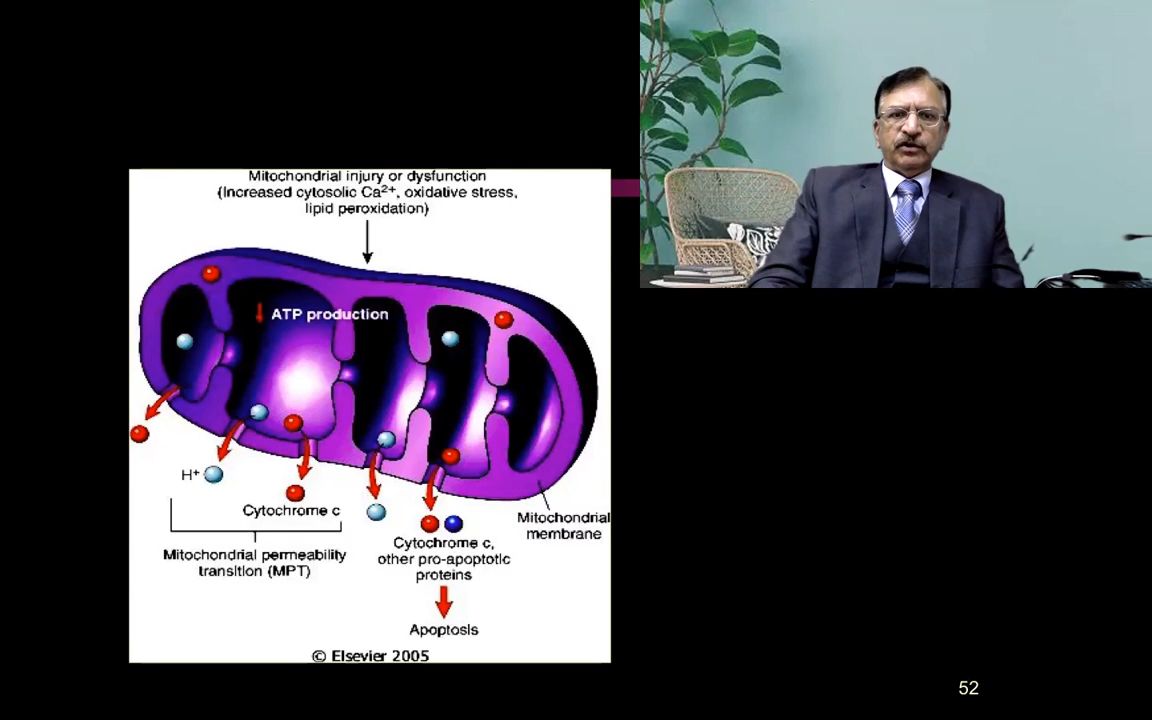 Mitochondrial injury or dysfunction
(Increased cytosolic Ca2+, oxidative stress,
lipid peroxidation)
ATP production
H+
Cytochrome c
Mitochondrial permeability
transition (MPT)
Cytochrome c,
other pro-apoptotic
proteins
Apoptosis
Mitochondrial
membrane
© Elsevier 2005
52